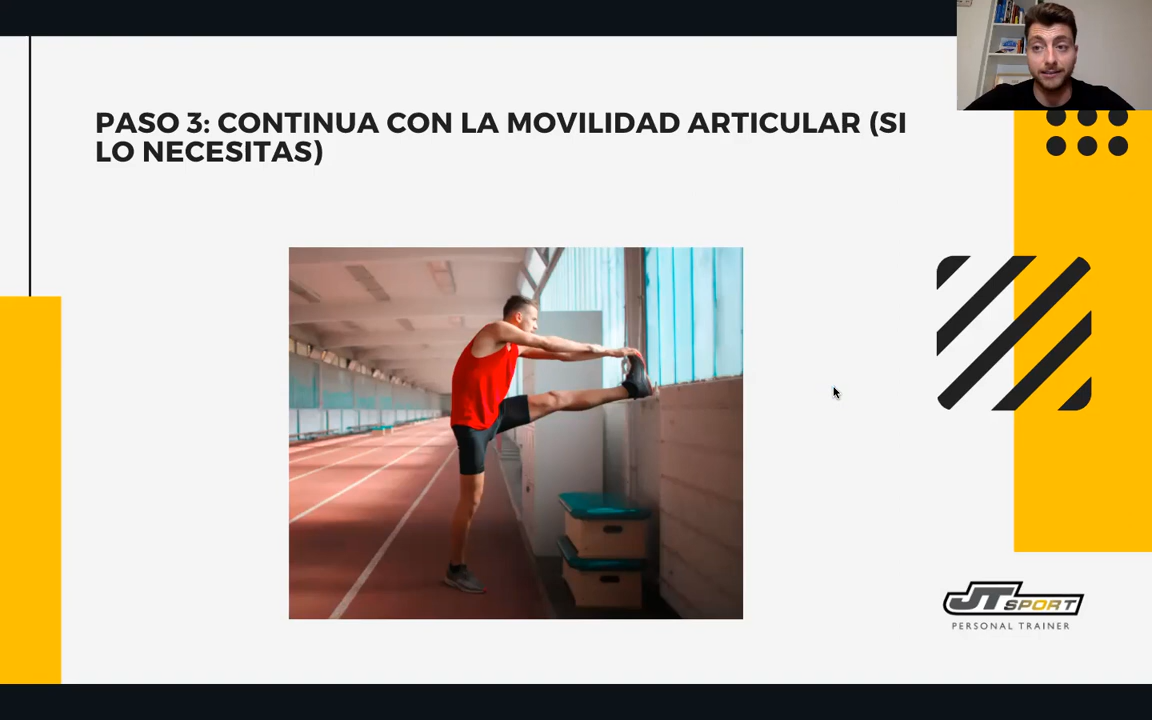 PASO 3: CONTINUA CON LA MOVILIDAD ARTICULAR (SI
LO NECESITAS)
JT SPORT
PERSONAL TRAINER